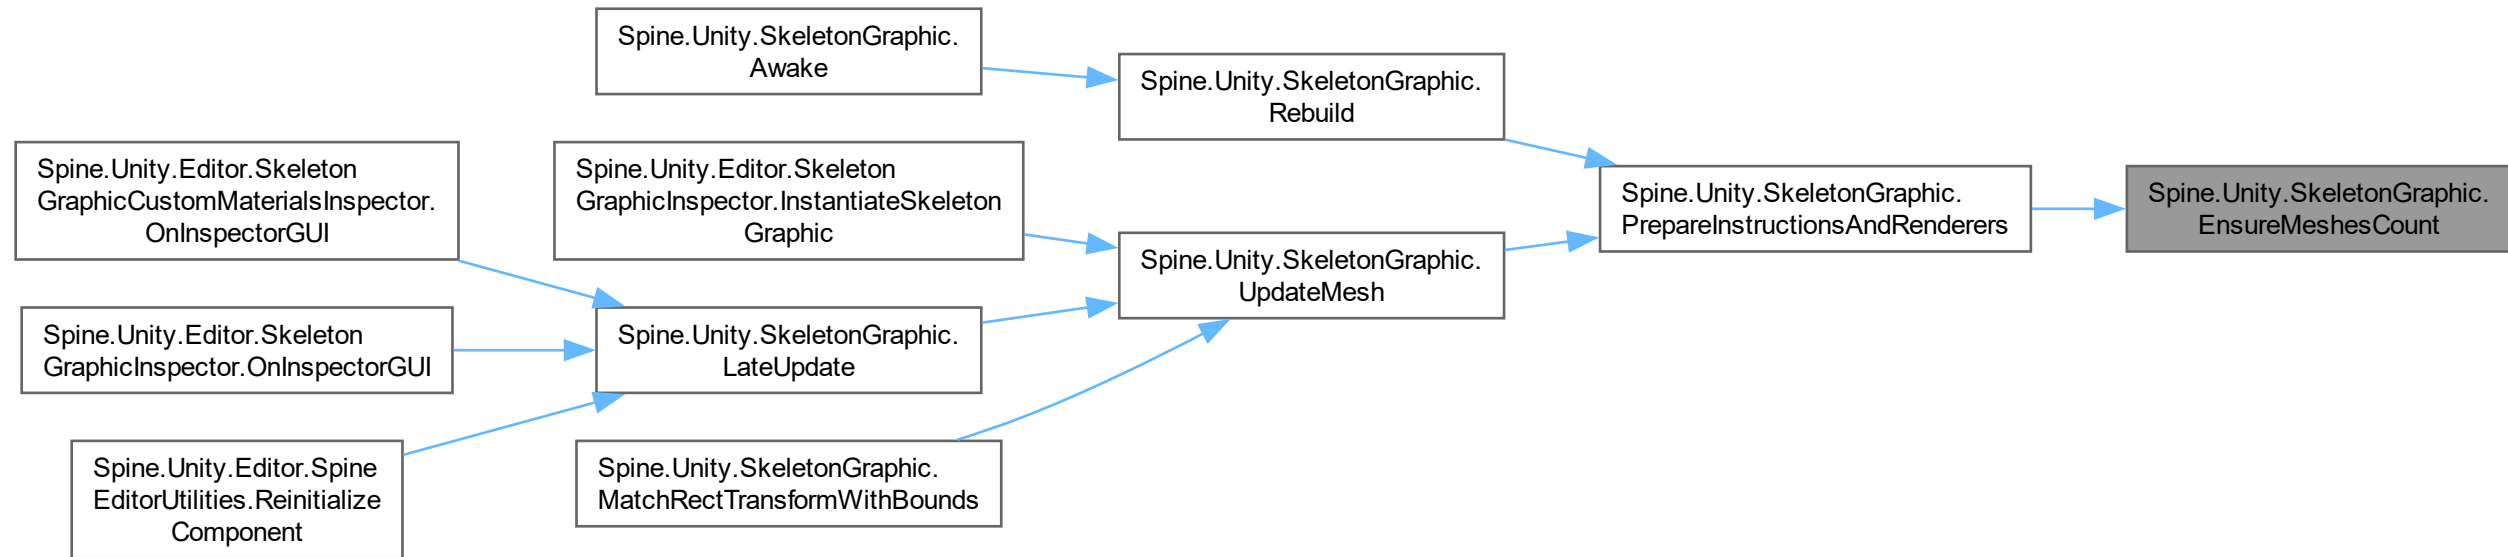 Spine.Unity.SkeletonGraphic.
Awake
Spine.Unity.SkeletonGraphic.
Rebuild
Spine.Unity.Editor.Skeleton
GraphicCustomMaterialsInspector.
OnInspectorGUI
Spine.Unity.Editor.Skeleton
GraphicInspector.InstantiateSkeleton
Graphic
Spine.Unity.SkeletonGraphic.
PrepareInstructionsAndRenderers
Spine.Unity.SkeletonGraphic.
EnsureMeshesCount
Spine.Unity.SkeletonGraphic.
UpdateMesh
Spine.Unity.Editor.Skeleton
GraphicInspector.OnInspectorGUI
Spine.Unity.SkeletonGraphic.
LateUpdate
Spine.Unity.Editor.Spine
EditorUtilities.Reinitialize
Component
Spine.Unity.SkeletonGraphic.
MatchRectTransformWithBounds